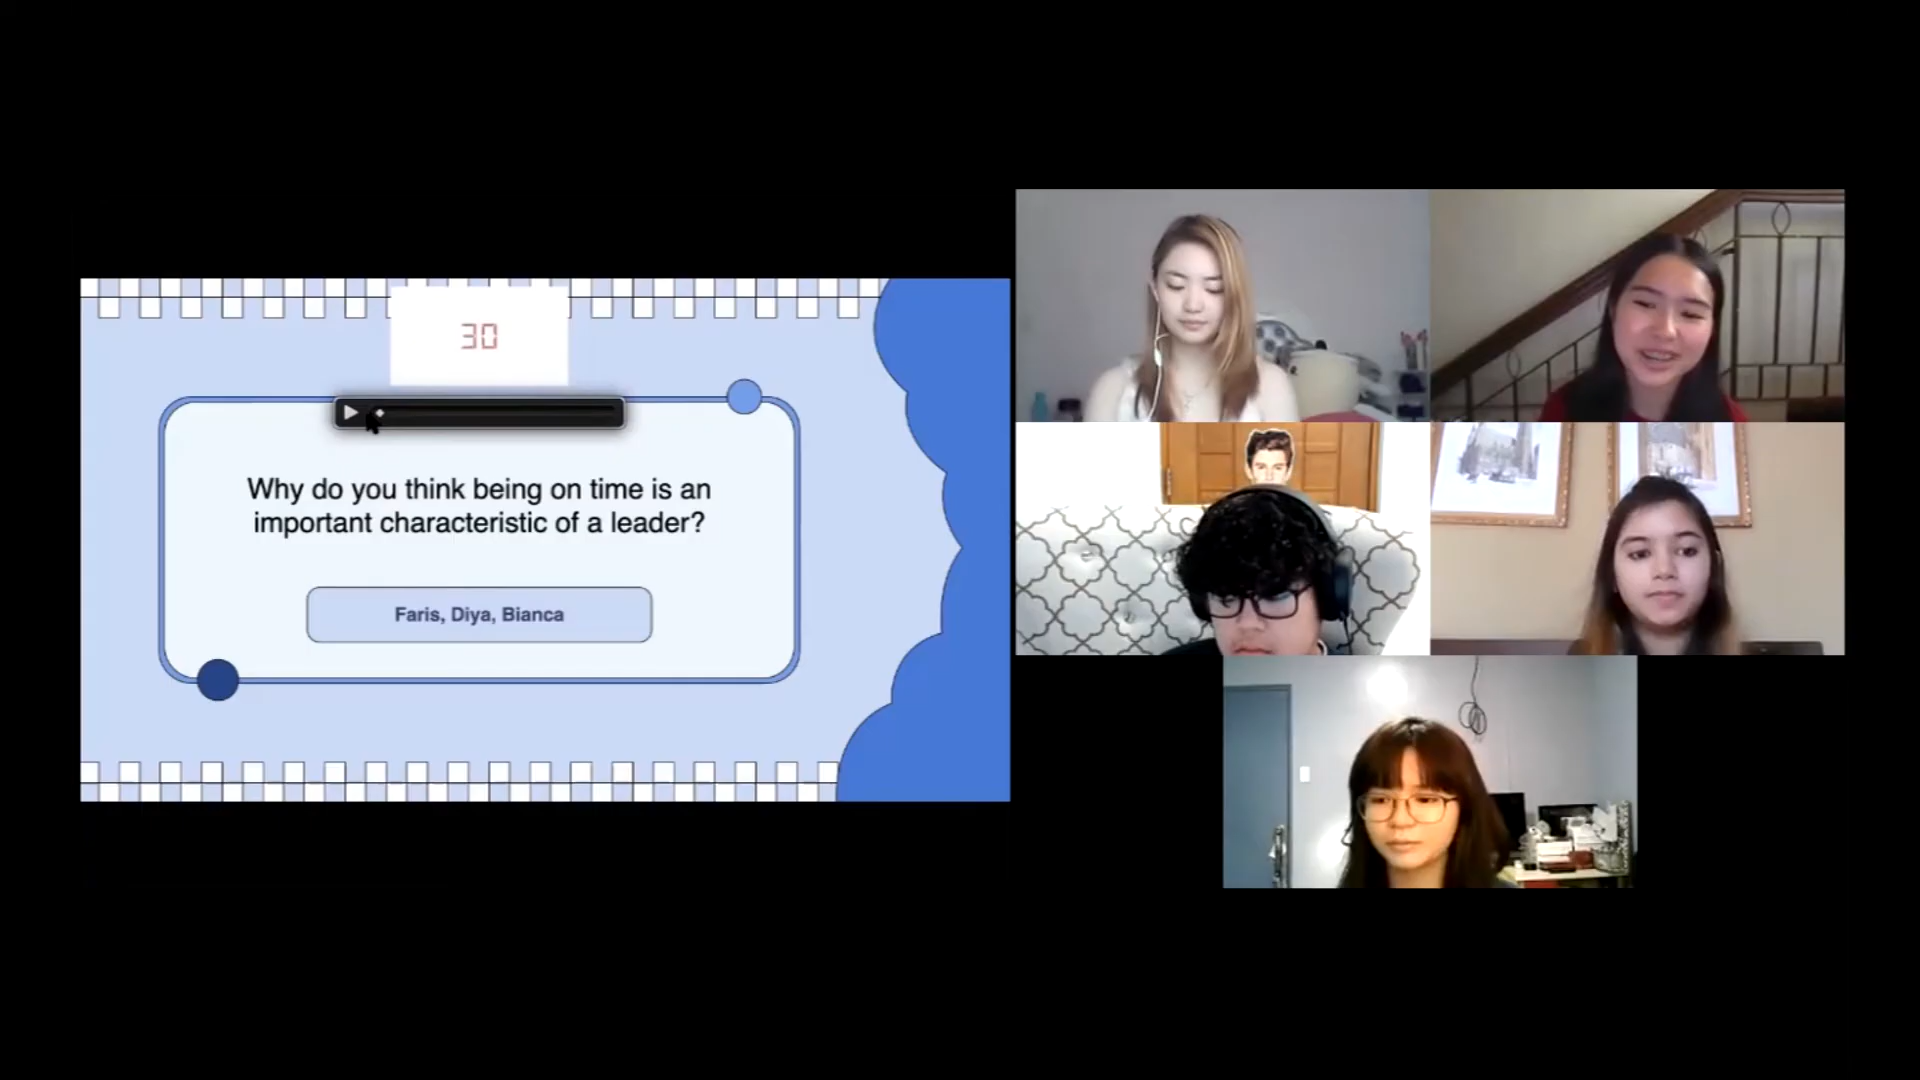 30
Why do you think being on time is an
important characteristic of a leader?
Faris, Diya, Bianca